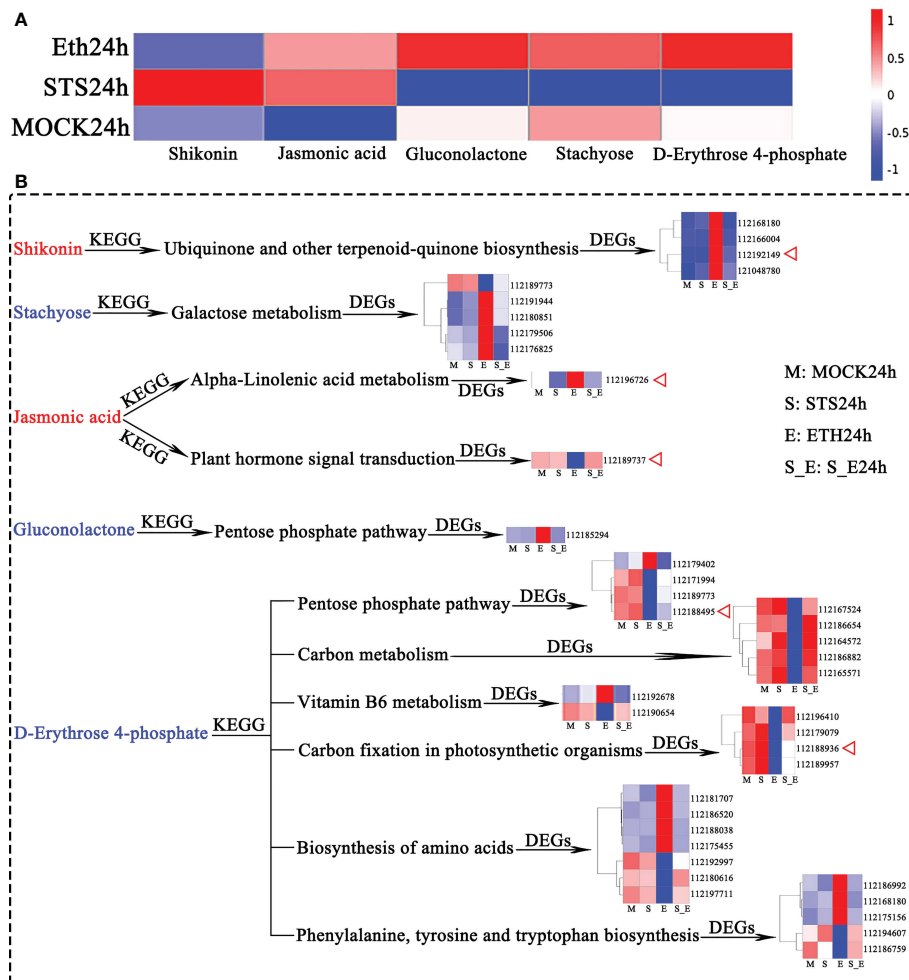 A
Eth24h
STS24h
MOCK24h
Shikonin Jasmonic acid Gluconolactone Stachyose D-Erythrose 4-phosphate
1
0.5
0
-0.5
-1
B
Shikonin KEGG Ubiquinone and other terpenoid-quinone biosynthesis DEGs
112168180
112166004
112192149
121048780
M S E S_E
Stachyose KEGG Galactose metabolism DEGs
112189773
112191944
112180851
112179506
112176825
M S E S_E
Jasmonic acid
KEGG Alpha-Linolenic acid metabolism DEGs
112196726
M S E S_E
KEGG Plant hormone signal transduction DEGs
112189737
M S E S_E
M: MOCK24h
S: STS24h
E: ETH24h
S_E: S_E24h
Gluconolactone KEGG Pentose phosphate pathway DEGs
112185294
M S E S_E
D-Erythrose 4-phosphate KEGG
Pentose phosphate pathway DEGs
112179402
112171994
112189773
112188495
M S E S_E
Carbon metabolism DEGs
112167524
112186654
112164572
112186882
112165571
M S E S_E
Vitamin B6 metabolism DEGs
112192678
112190654
M S E S_E
Carbon fixation in photosynthetic organisms DEGs
112196410
112179079
112188936
112189957
M S E S_E
Biosynthesis of amino acids DEGs
112181707
112186520
112188038
112175455
112192997
112180616
112197711
M S E S_E
Phenylalanine, tyrosine and tryptophan biosynthesis DEGs
112186992
112168180
112175156
112194607
112186759
M S E S_E